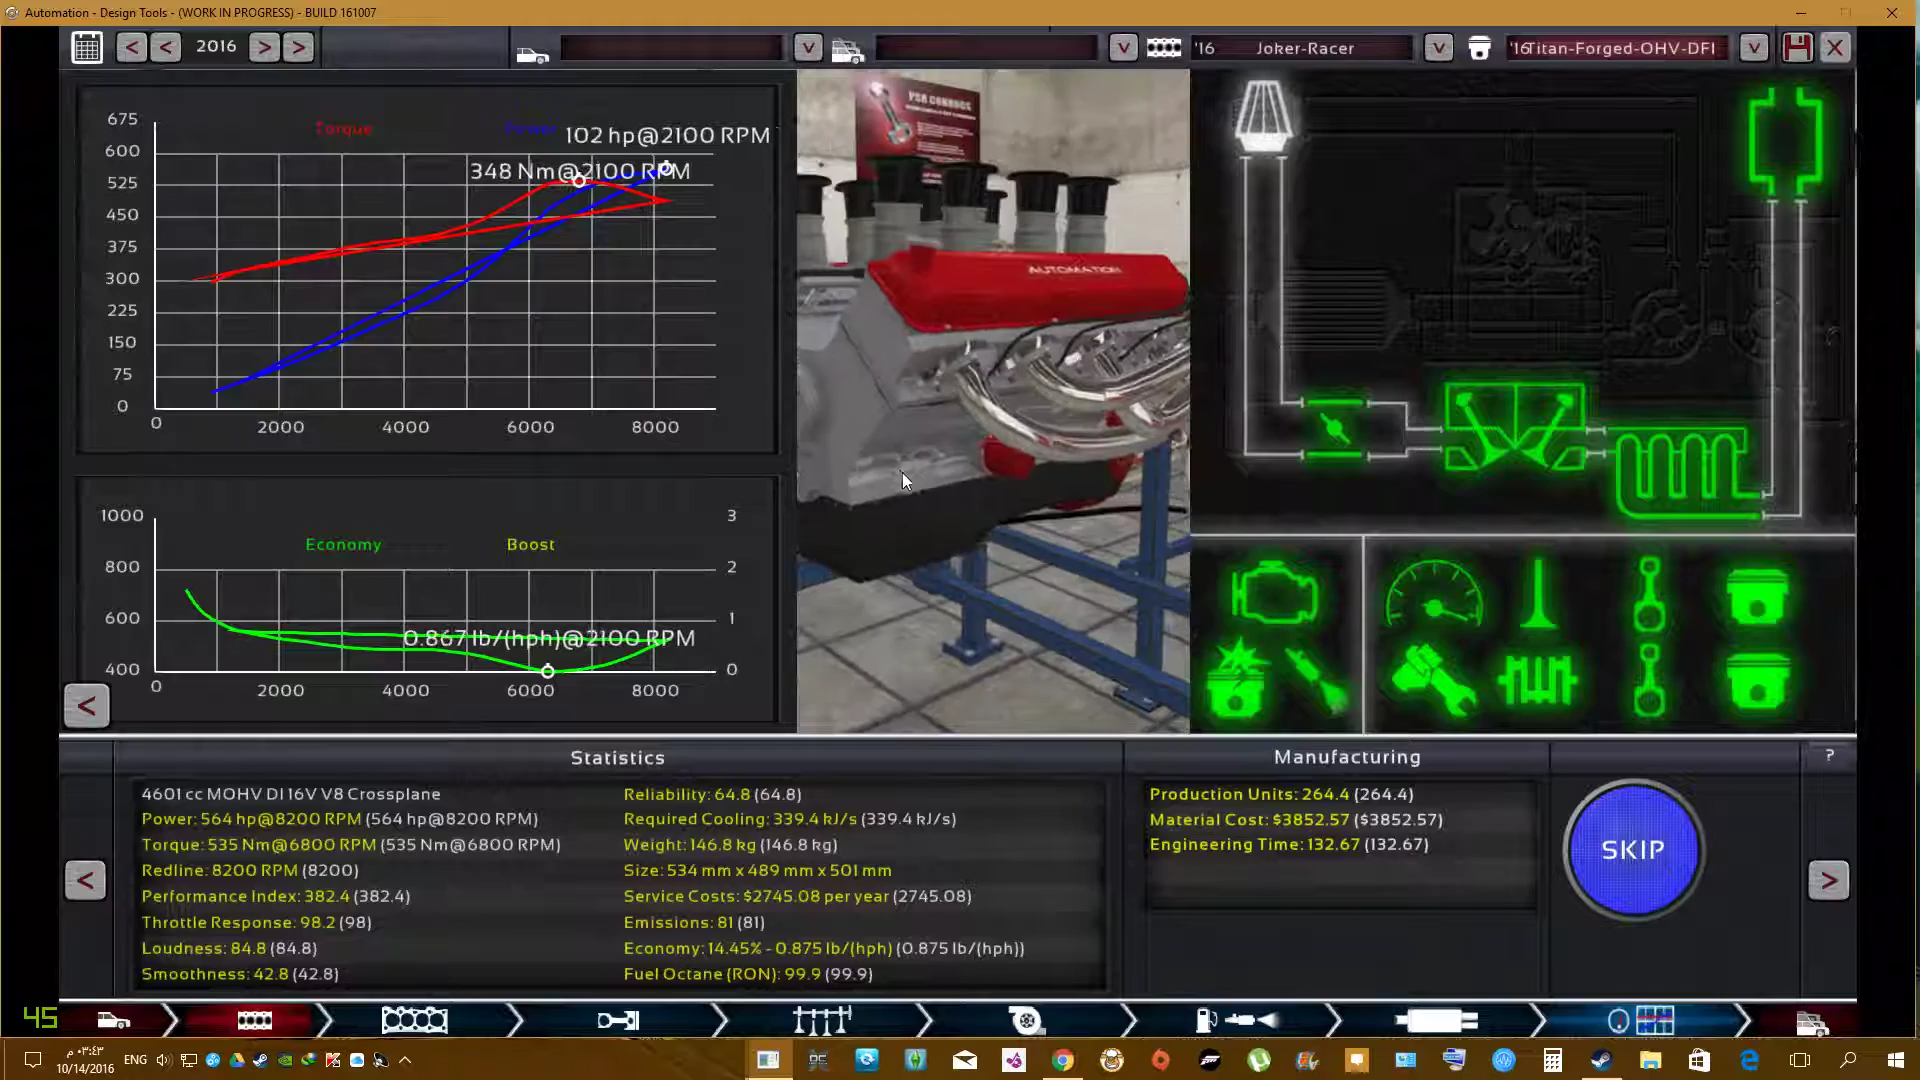 Automation - Design Tools - (WORK IN PROGRESS) - BUILD 161007
< < 2016 > >
V
V
'16 Joker-Racer V
'16Titan-Forged-OHV-DFI V
X
Torque
102 hp@2100 RPM
348 Nm@2100 RPM
675
600
525
450
375
300
225
150
75
0
0 2000 4000 6000 8000
AUTOMATION
1000
800
600
400
3
2
1
0
Economy Boost
0.867 lb/(hph)@2100 RPM
0 2000 4000 6000 8000
<
Statistics
4601 cc MOHV DI 16V V8 Crossplane
Power: 564 hp@8200 RPM (564 hp@8200 RPM)
Torque: 535 Nm@6800 RPM (535 Nm@6800 RPM)
Redline: 8200 RPM (8200)
Performance Index: 382.4 (382.4)
Throttle Response: 98.2 (98)
Loudness: 84.8 (84.8)
Smoothness: 42.8 (42.8)
Reliability: 64.8 (64.8)
Required Cooling: 339.4 kJ/s (339.4 kJ/s)
Weight: 146.8 kg (146.8 kg)
Size: 534 mm x 489 mm x 501 mm
Service Costs: $2745.08 per year (2745.08)
Emissions: 81 (81)
Economy: 14.45% - 0.875 lb/(hph) (0.875 lb/(hph))
Fuel Octane (RON): 99.9 (99.9)
Manufacturing
Production Units: 264.4 (264.4)
Material Cost: $3852.57 ($3852.57)
Engineering Time: 132.67 (132.67)
?
SKIP
<
>
45
٠٣:٤٣ م
10/14/2016
ENG